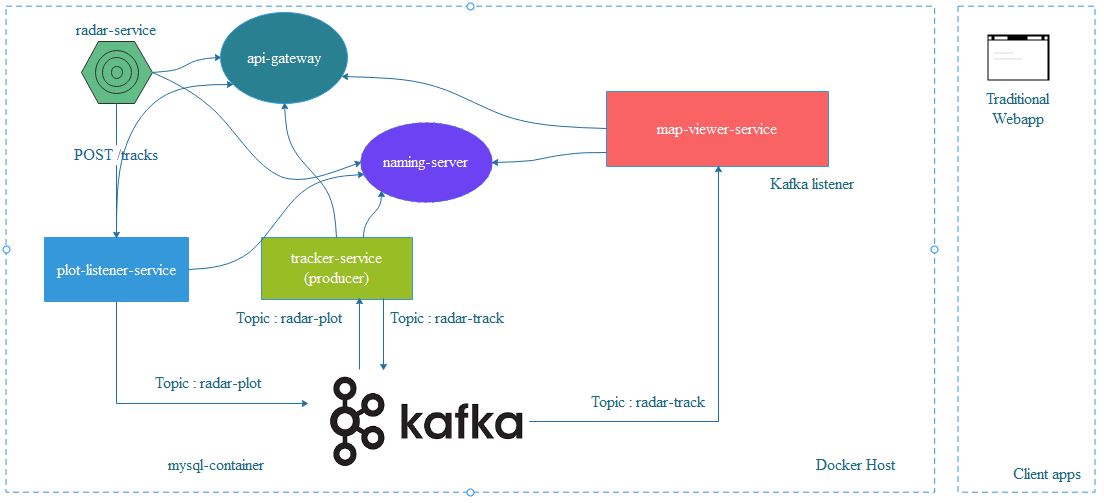 radar-service
api-gateway
Traditional
Webapp
map-viewer-service
POST /tracks
naming-server
Kafka listener
plot-listener-service
tracker-service
(producer)
Topic : radar-plot
Topic : radar-track
Topic : radar-plot
Topic : radar-track
kafka
mysql-container
Docker Host
Client apps